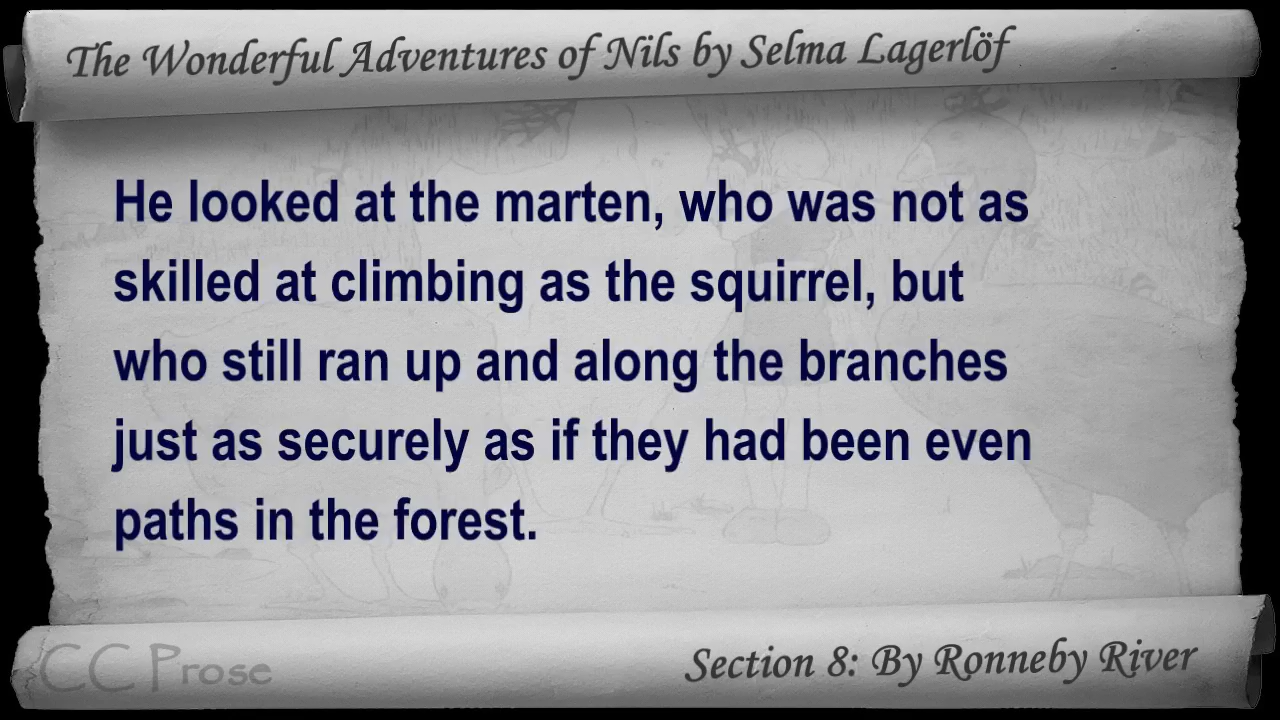 The Wonderful Adventures of Nils by Selma Lagerlöf
He looked at the marten, who was not as
skilled at climbing as the squirrel, but
who still ran up and along the branches
just as securely as if they had been even
paths in the forest.
CC Prose
Section 8: By Ronneby River